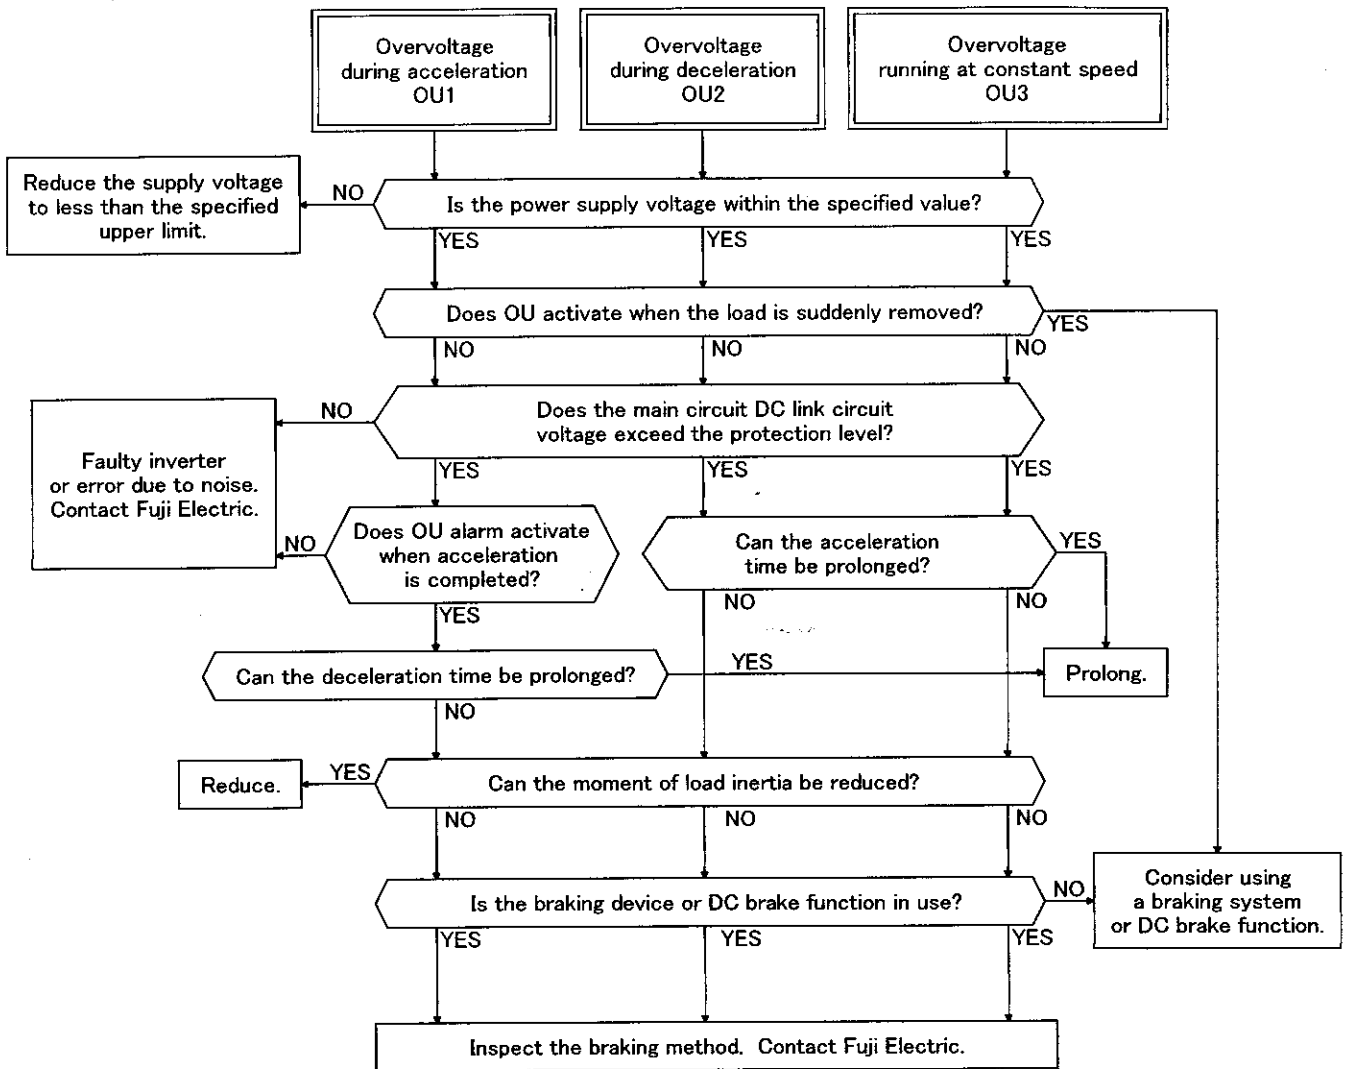 Overvoltage
during acceleration
OU1
Overvoltage
during deceleration
OU2
Overvoltage
running at constant speed
OU3
Reduce the supply voltage
to less than the specified
upper limit.
NO
Is the power supply voltage within the specified value?
YES
YES
YES
Does OU activate when the load is suddenly removed?
YES
NO
NO
NO
NO
Does the main circuit DC link circuit
voltage exceed the protection level?
Faulty inverter
or error due to noise.
Contact Fuji Electric.
YES
YES
YES
NO
Does OU alarm activate
when acceleration
is completed?
Can the acceleration
time be prolonged?
YES
YES
NO
NO
Can the deceleration time be prolonged?
YES
Prolong.
NO
Reduce.
YES
Can the moment of load inertia be reduced?
NO
NO
NO
Is the braking device or DC brake function in use?
NO
Consider using
a braking system
or DC brake function.
YES
YES
YES
Inspect the braking method. Contact Fuji Electric.